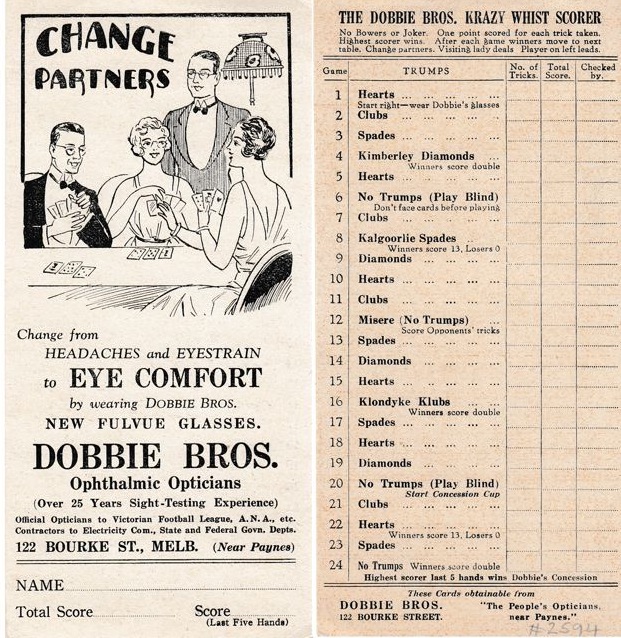 CHANGE
PARTNERS
Change from
HEADACHES and EYESTRAIN
to EYE COMFORT
by wearing DOBBIE BROS.
NEW FULVUE GLASSES.
DOBBIE BROS.
Ophthalmic Opticians
(Over 25 Years Sight-Testing Experience)
Official Opticians to Victorian Football League, A.N.A., etc.
Contractors to Electricity Com., State and Federal Govn. Depts.
122 BOURKE ST., MELB. (Near Paynes)
NAME
Total Score Score
(Last Five Hands)
THE DOBBIE BROS. KRAZY WHIST SCORER
No Bowers or Joker. One point scored for each trick taken.
Highest scorer wins. After each game winners move to next
table. Change partners. Visiting lady deals Player on left leads.
Game TRUMPS No. of Tricks. Total Score. Checked by.
1 Hearts ... ... ... ...
Start right—wear Dobbie's glasses
2 Clubs ... ... ... ...
3 Spades ... ... ... ...
4 Kimberley Diamonds ...
Winners score double
5 Hearts ... ... ... ...
6 No Trumps (Play Blind)
Don't face cards before playing
7 Clubs ... ... ... ...
8 Kalgoorlie Spades ..
Winners score 13, Losers 0
9 Diamonds ... ... ...
10 Hearts ... ... ... ...
11 Clubs ... ... ... ...
12 Misere (No Trumps) ...
Score Opponents' tricks
13 Spades ... ... ... ...
14 Diamonds ... ... ...
15 Hearts ... ... ... ...
16 Klondyke Klubs ... ...
Winners score double
17 Spades ... ... ... ...
18 Hearts ... ... ... ...
19 Diamonds ... ... ...
20 No Trumps (Play Blind)
Start Concession Cup
21 Clubs ... ... ... ...
22 Hearts ... ... ... ...
Winners score 13, Losers 0
23 Spades ... ... ... ...
24 No Trumps Winners score double
Highest scorer last 5 hands wins Dobbie's Concession
These Cards obtainable from
DOBBIE BROS. "The People's Opticians,
122 BOURKE STREET. near Paynes."
#2594